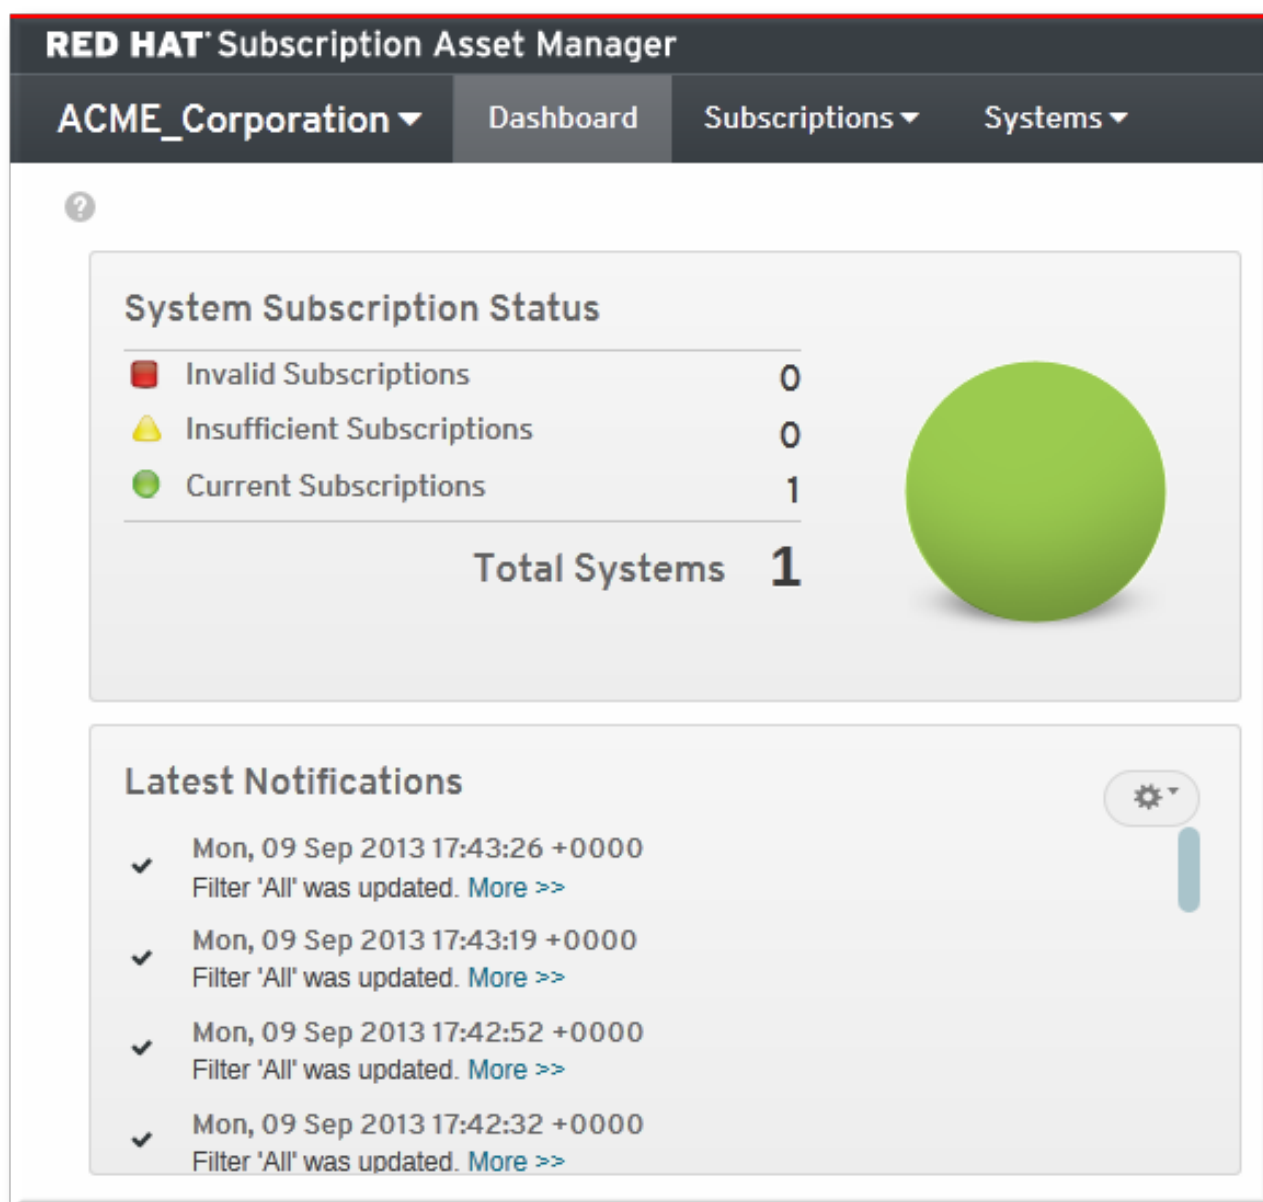 RED HAT Subscription Asset Manager
ACME_Corporation Dashboard Subscriptions Systems
?
System Subscription Status
Invalid Subscriptions 0
Insufficient Subscriptions 0
Current Subscriptions 1
Total Systems 1
Latest Notifications
Mon, 09 Sep 2013 17:43:26 +0000
Filter 'All' was updated. More >>
Mon, 09 Sep 2013 17:43:19 +0000
Filter 'All' was updated. More >>
Mon, 09 Sep 2013 17:42:52 +0000
Filter 'All' was updated. More >>
Mon, 09 Sep 2013 17:42:32 +0000
Filter 'All' was updated. More >>